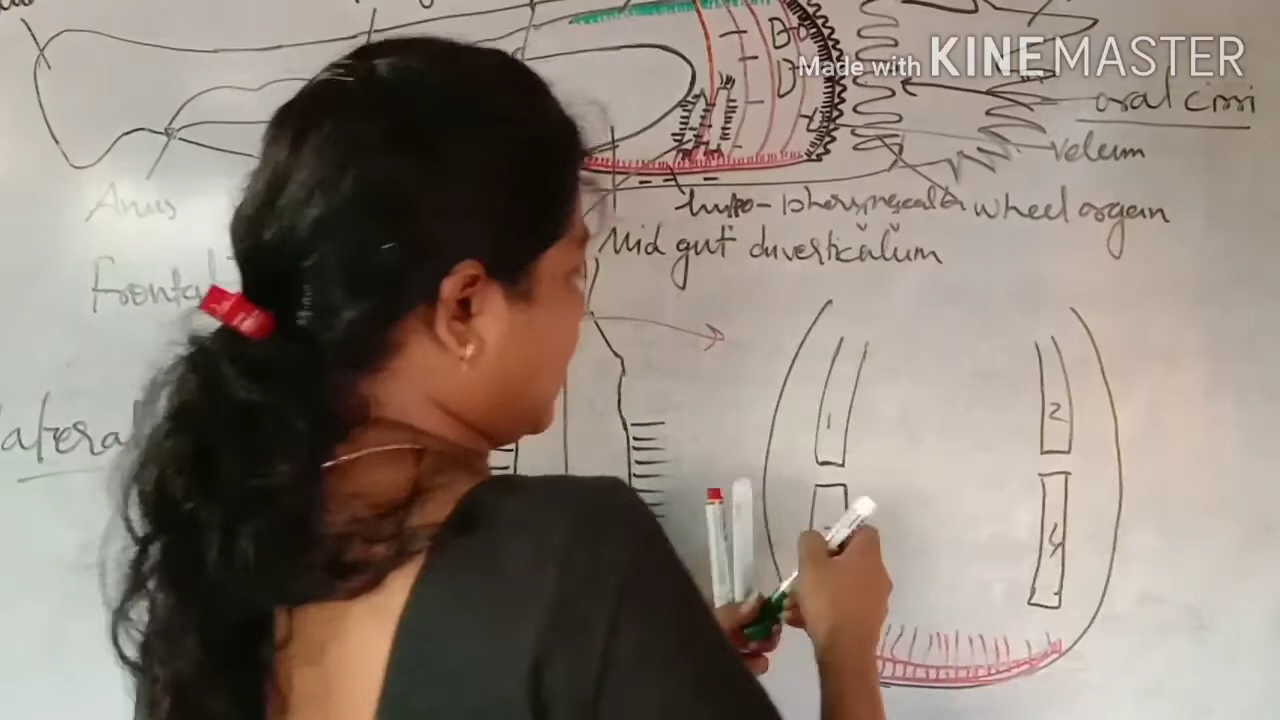 Made with KINEMASTER
oral cirri
velum
wheel organ
Anus
Mid gut diverticulum
Frontal
lateral
1
2
4